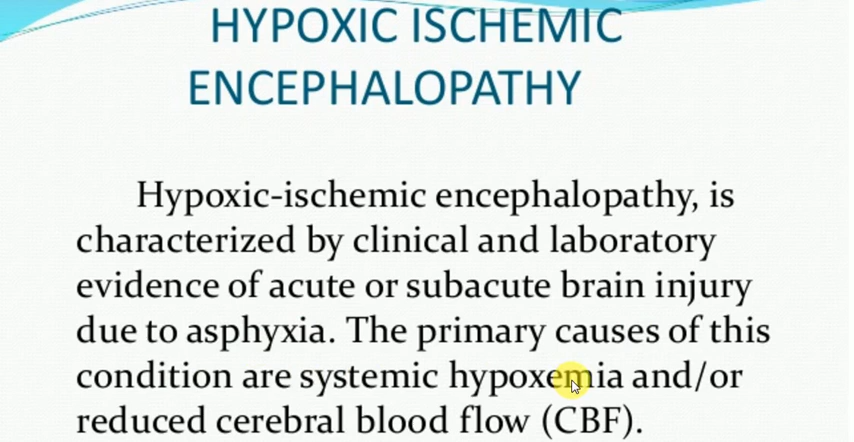 HYPOXIC ISCHEMIC
ENCEPHALOPATHY
Hypoxic-ischemic encephalopathy, is
characterized by clinical and laboratory
evidence of acute or subacute brain injury
due to asphyxia. The primary causes of this
condition are systemic hypoxemia and/or
reduced cerebral blood flow (CBF).